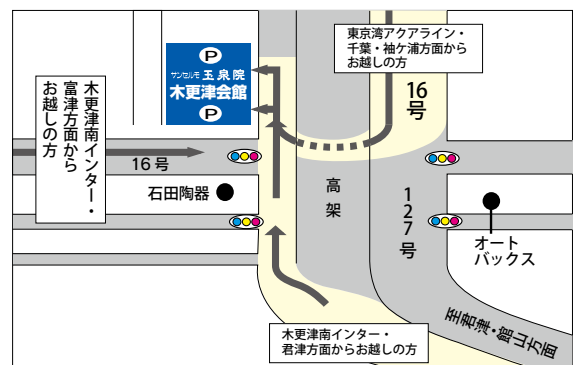 東京湾アクアライン・
千葉・袖ケ浦方面から
お越しの方
P
サンセルモ 玉泉院
木更津会館
P
16号
木更津南インター・
富津方面から
お越しの方
16号
石田陶器
高架
127号
オート
バックス
至君津・館山方面
木更津南インター・
君津方面からお越しの方